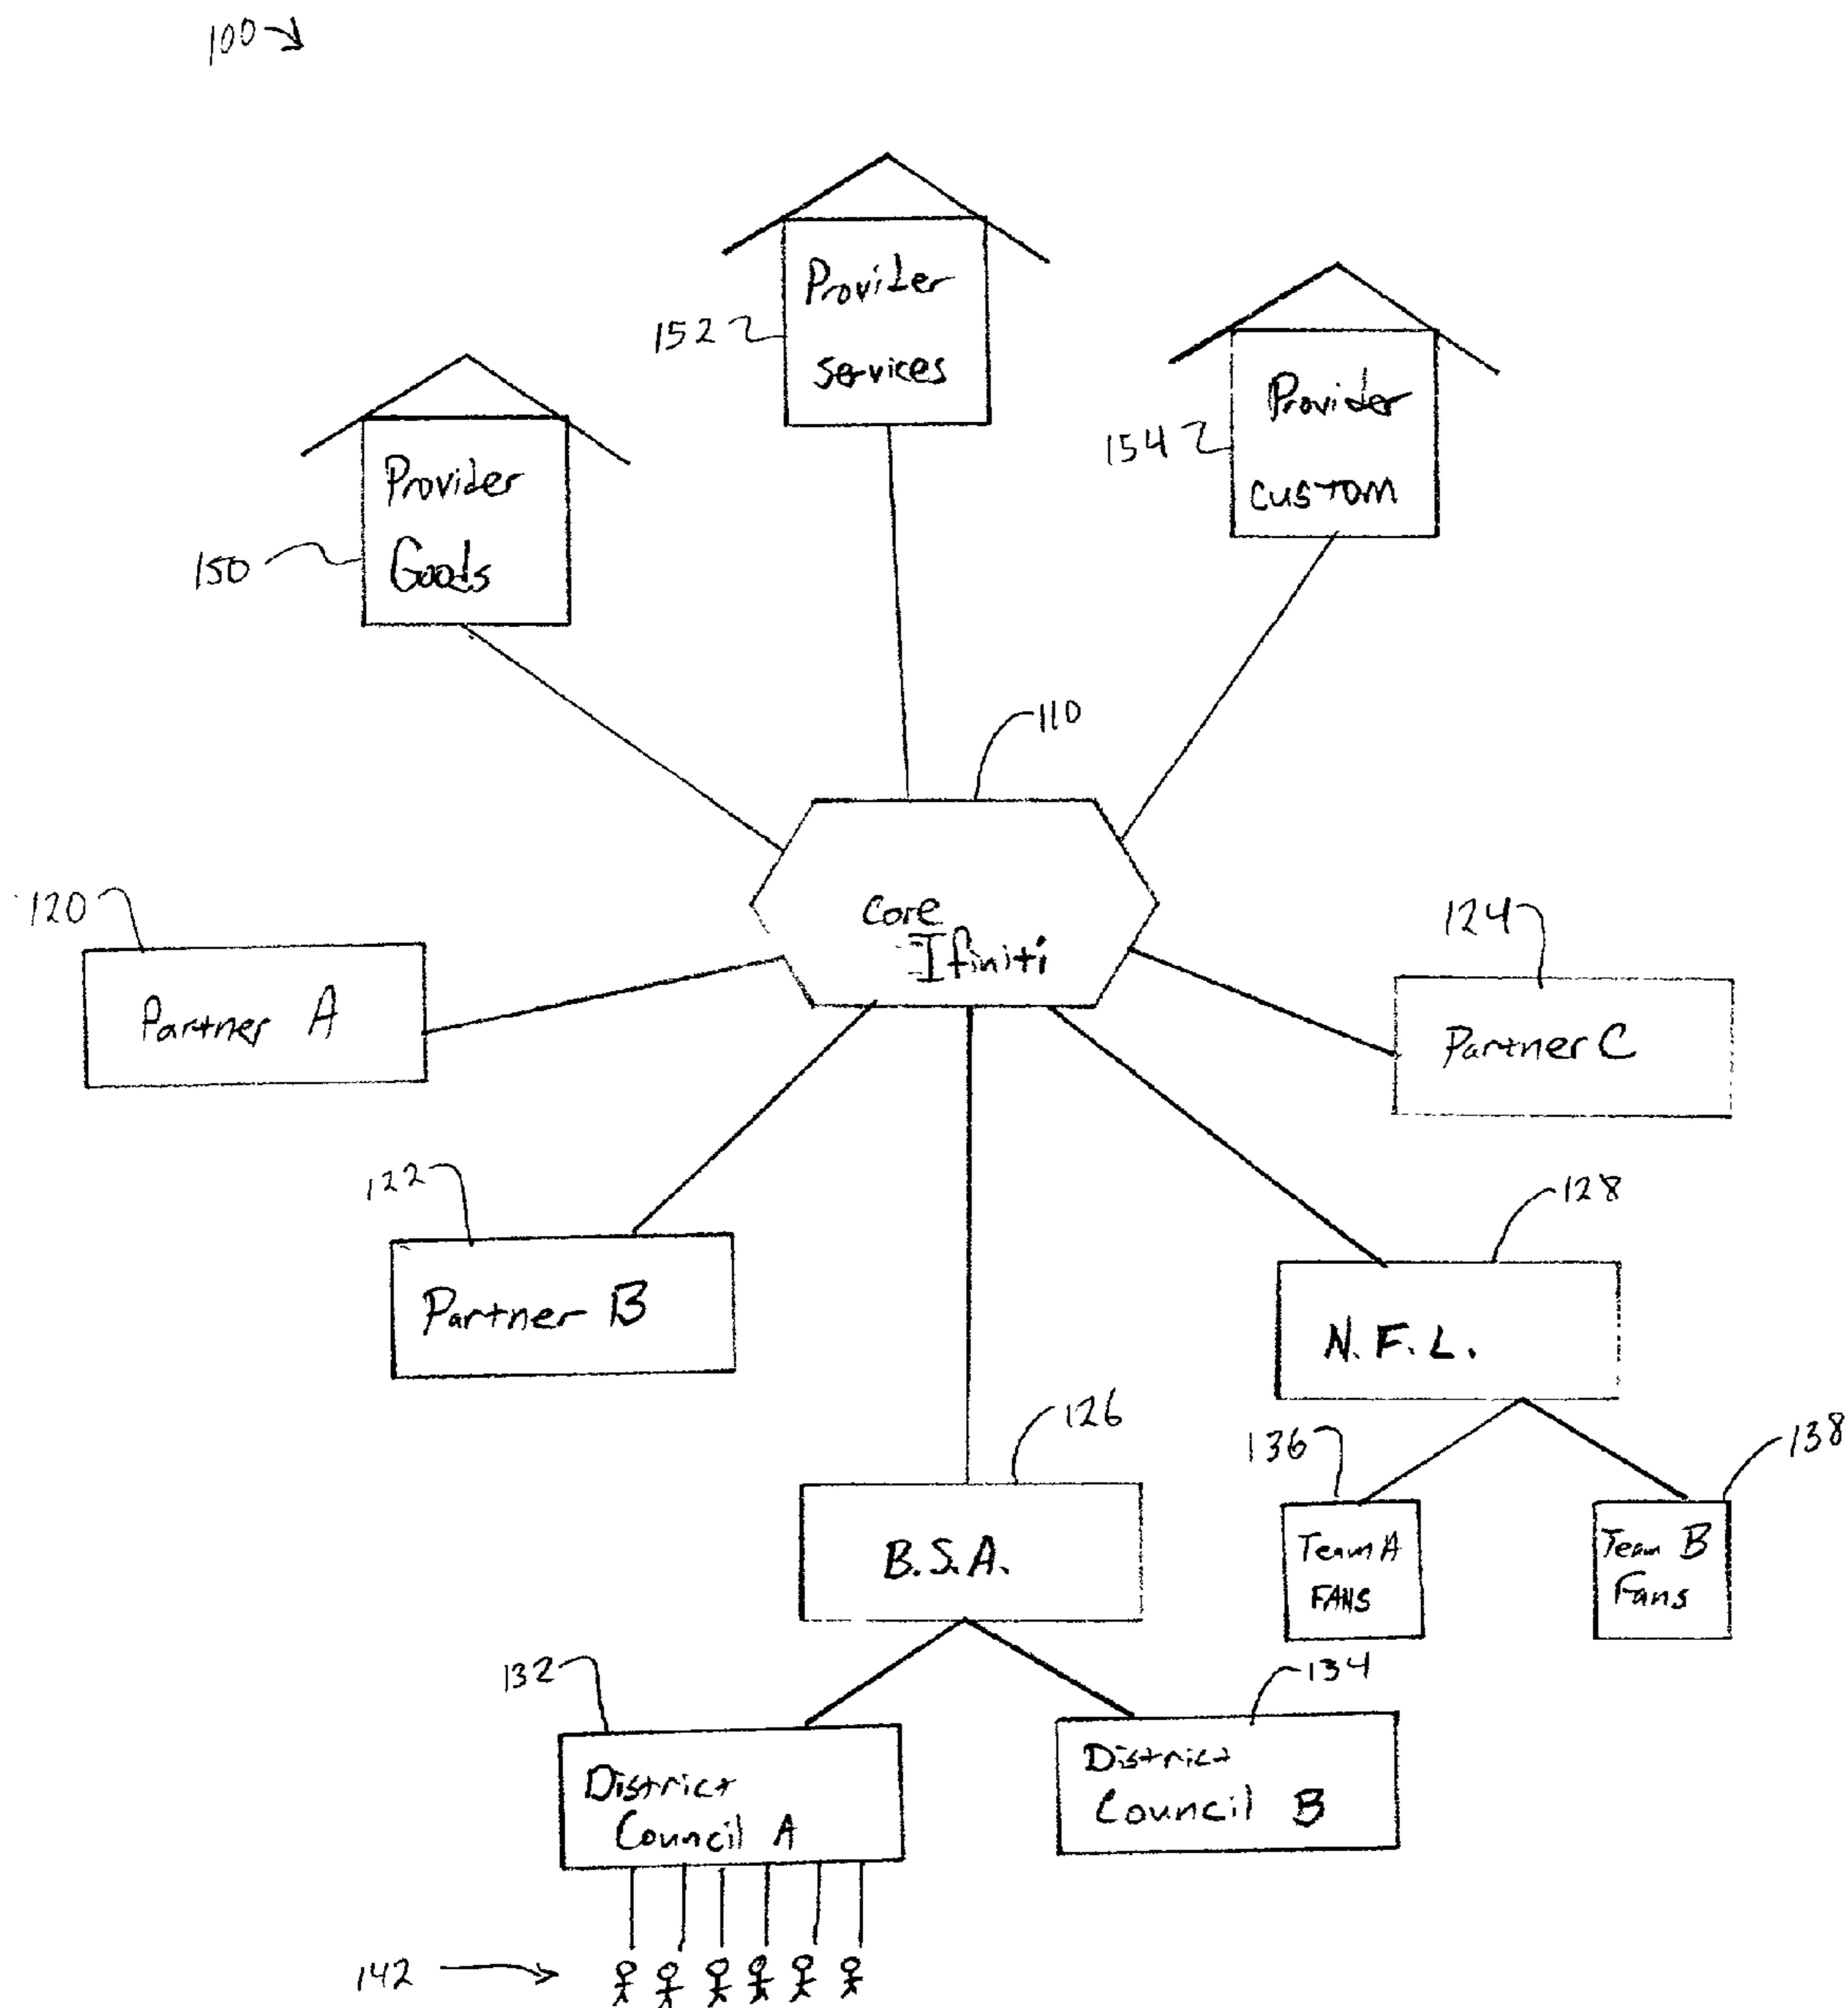 100
Provider
Services
152
Provider
CUSTOM
154
Provider
Goods
150
110
Core
Ifiniti
120
Partner A
124
Partner C
122
Partner B
128
N.F.L.
126
B.S.A.
136
Team A
FANS
138
Team B
Fans
132
District
Council A
134
District
Council B
142